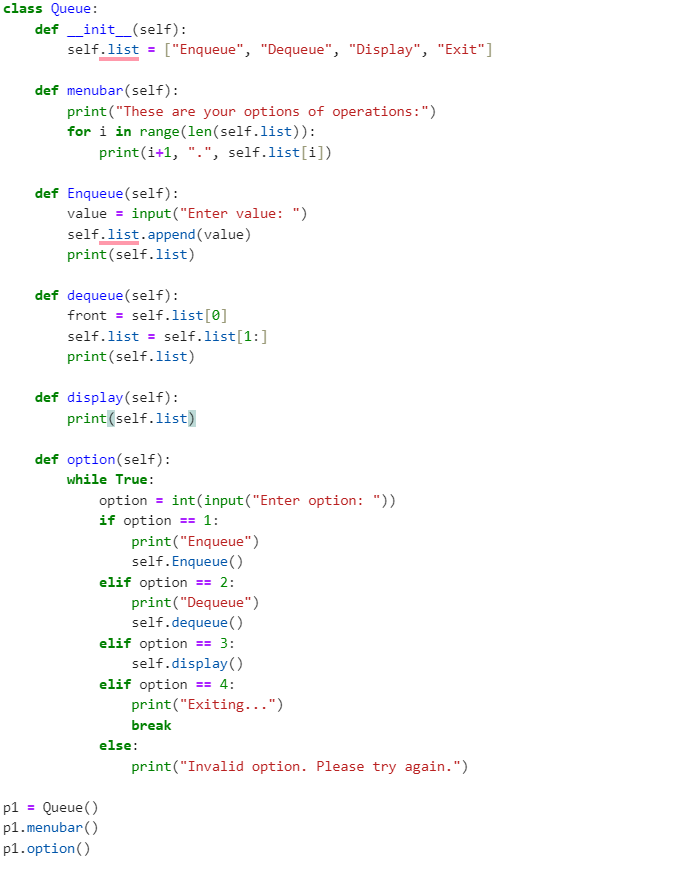 class Queue:
    def __init__(self):
        self.list = ["Enqueue", "Dequeue", "Display", "Exit"]

    def menubar(self):
        print("These are your options of operations:")
        for i in range(len(self.list)):
            print(i+1, ".", self.list[i])

    def Enqueue(self):
        value = input("Enter value: ")
        self.list.append(value)
        print(self.list)

    def dequeue(self):
        front = self.list[0]
        self.list = self.list[1:]
        print(self.list)

    def display(self):
        print(self.list)

    def option(self):
        while True:
            option = int(input("Enter option: "))
            if option == 1:
                print("Enqueue")
                self.Enqueue()
            elif option == 2:
                print("Dequeue")
                self.dequeue()
            elif option == 3:
                self.display()
            elif option == 4:
                print("Exiting...")
                break
            else:
                print("Invalid option. Please try again.")

p1 = Queue()
p1.menubar()
p1.option()